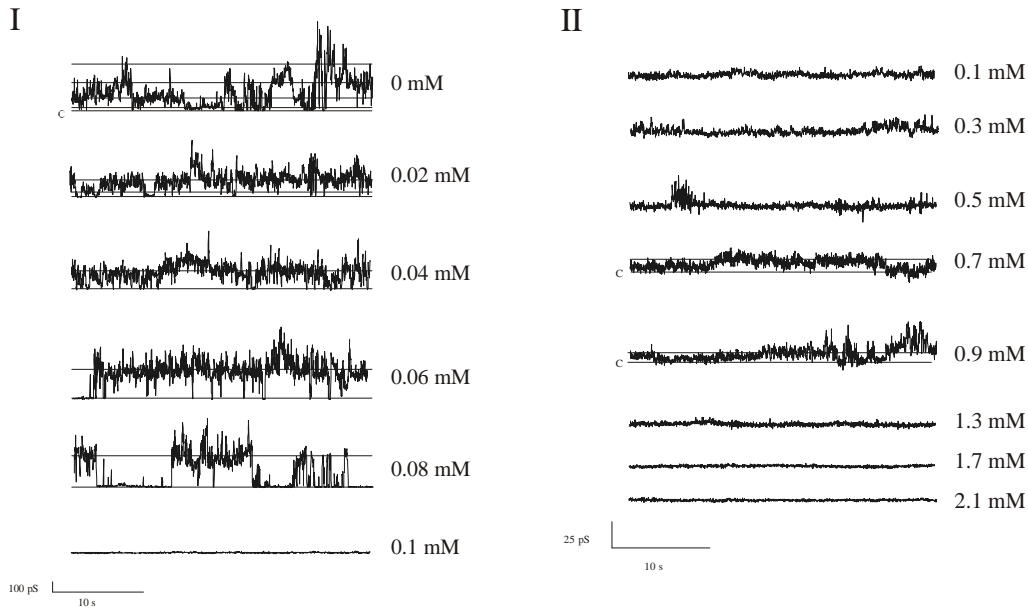 I
C
0 mM
0.02 mM
0.04 mM
0.06 mM
0.08 mM
0.1 mM
100 pS
10 s
II
0.1 mM
0.3 mM
0.5 mM
C
0.7 mM
C
0.9 mM
1.3 mM
1.7 mM
2.1 mM
25 pS
10 s